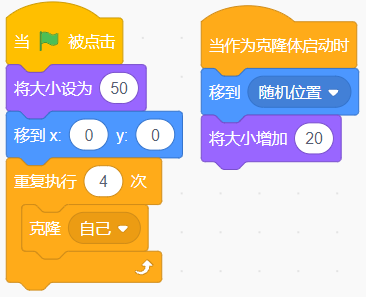 当 被点击
将大小设为 50
移到 x: 0 y: 0
重复执行 4 次
克隆 自己
当作为克隆体启动时
移到 随机位置
将大小增加 20